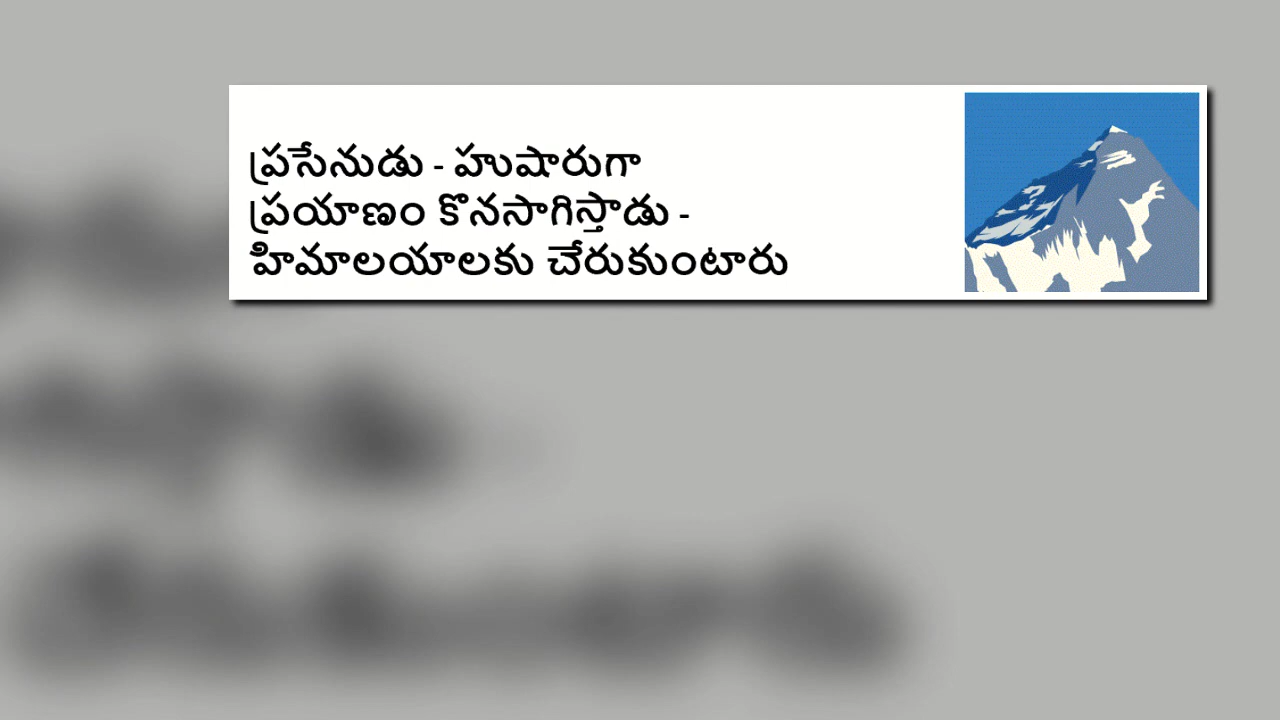 ప్రసేనుడు - హుషారుగా
ప్రయాణం కొనసాగిస్తాడు -
హిమాలయాలకు చేరుకుంటారు